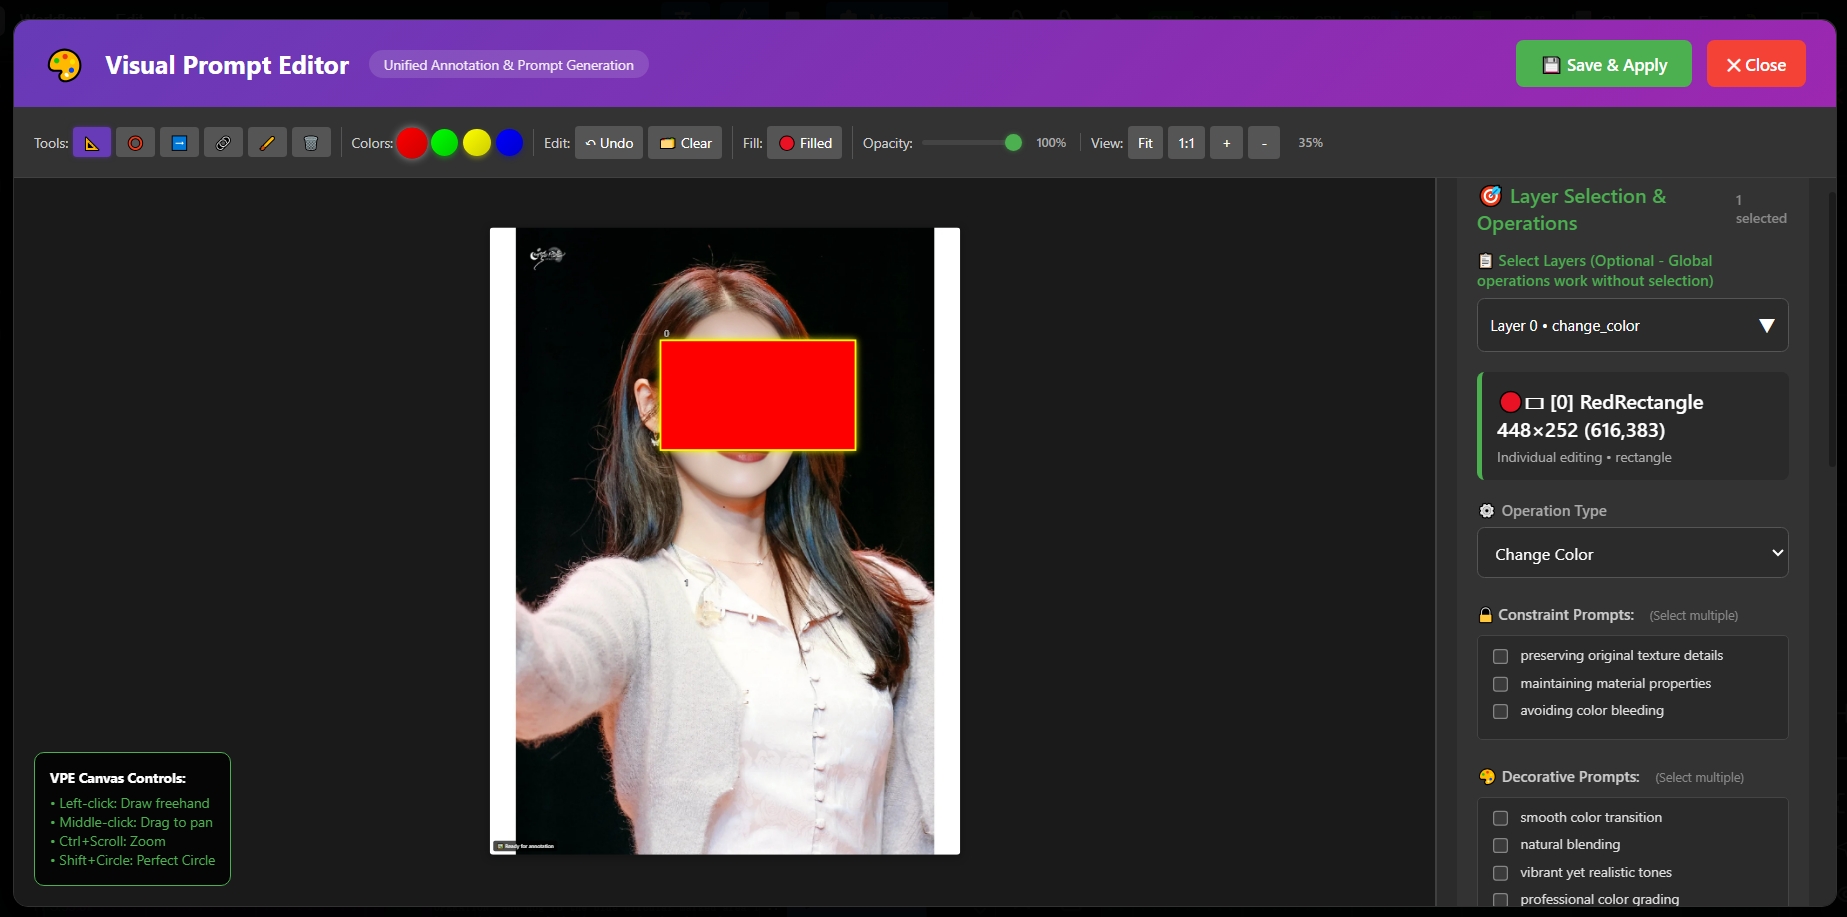 Visual Prompt Editor
Unified Annotation & Prompt Generation
Save & Apply
Close
Tools:
Colors:
Edit:
Undo
Clear
Fill:
Filled
Opacity:
100%
View:
Fit
1:1
+
-
35%
0
1
Ready for annotation
VPE Canvas Controls:
• Left-click: Draw freehand
• Middle-click: Drag to pan
• Ctrl+Scroll: Zoom
• Shift+Circle: Perfect Circle
Layer Selection &
Operations
1
selected
Select Layers (Optional - Global
operations work without selection)
Layer 0 • change_color
[0] RedRectangle
448×252 (616,383)
Individual editing • rectangle
Operation Type
Change Color
Constraint Prompts: (Select multiple)
preserving original texture details
maintaining material properties
avoiding color bleeding
Decorative Prompts: (Select multiple)
smooth color transition
natural blending
vibrant yet realistic tones
professional color grading